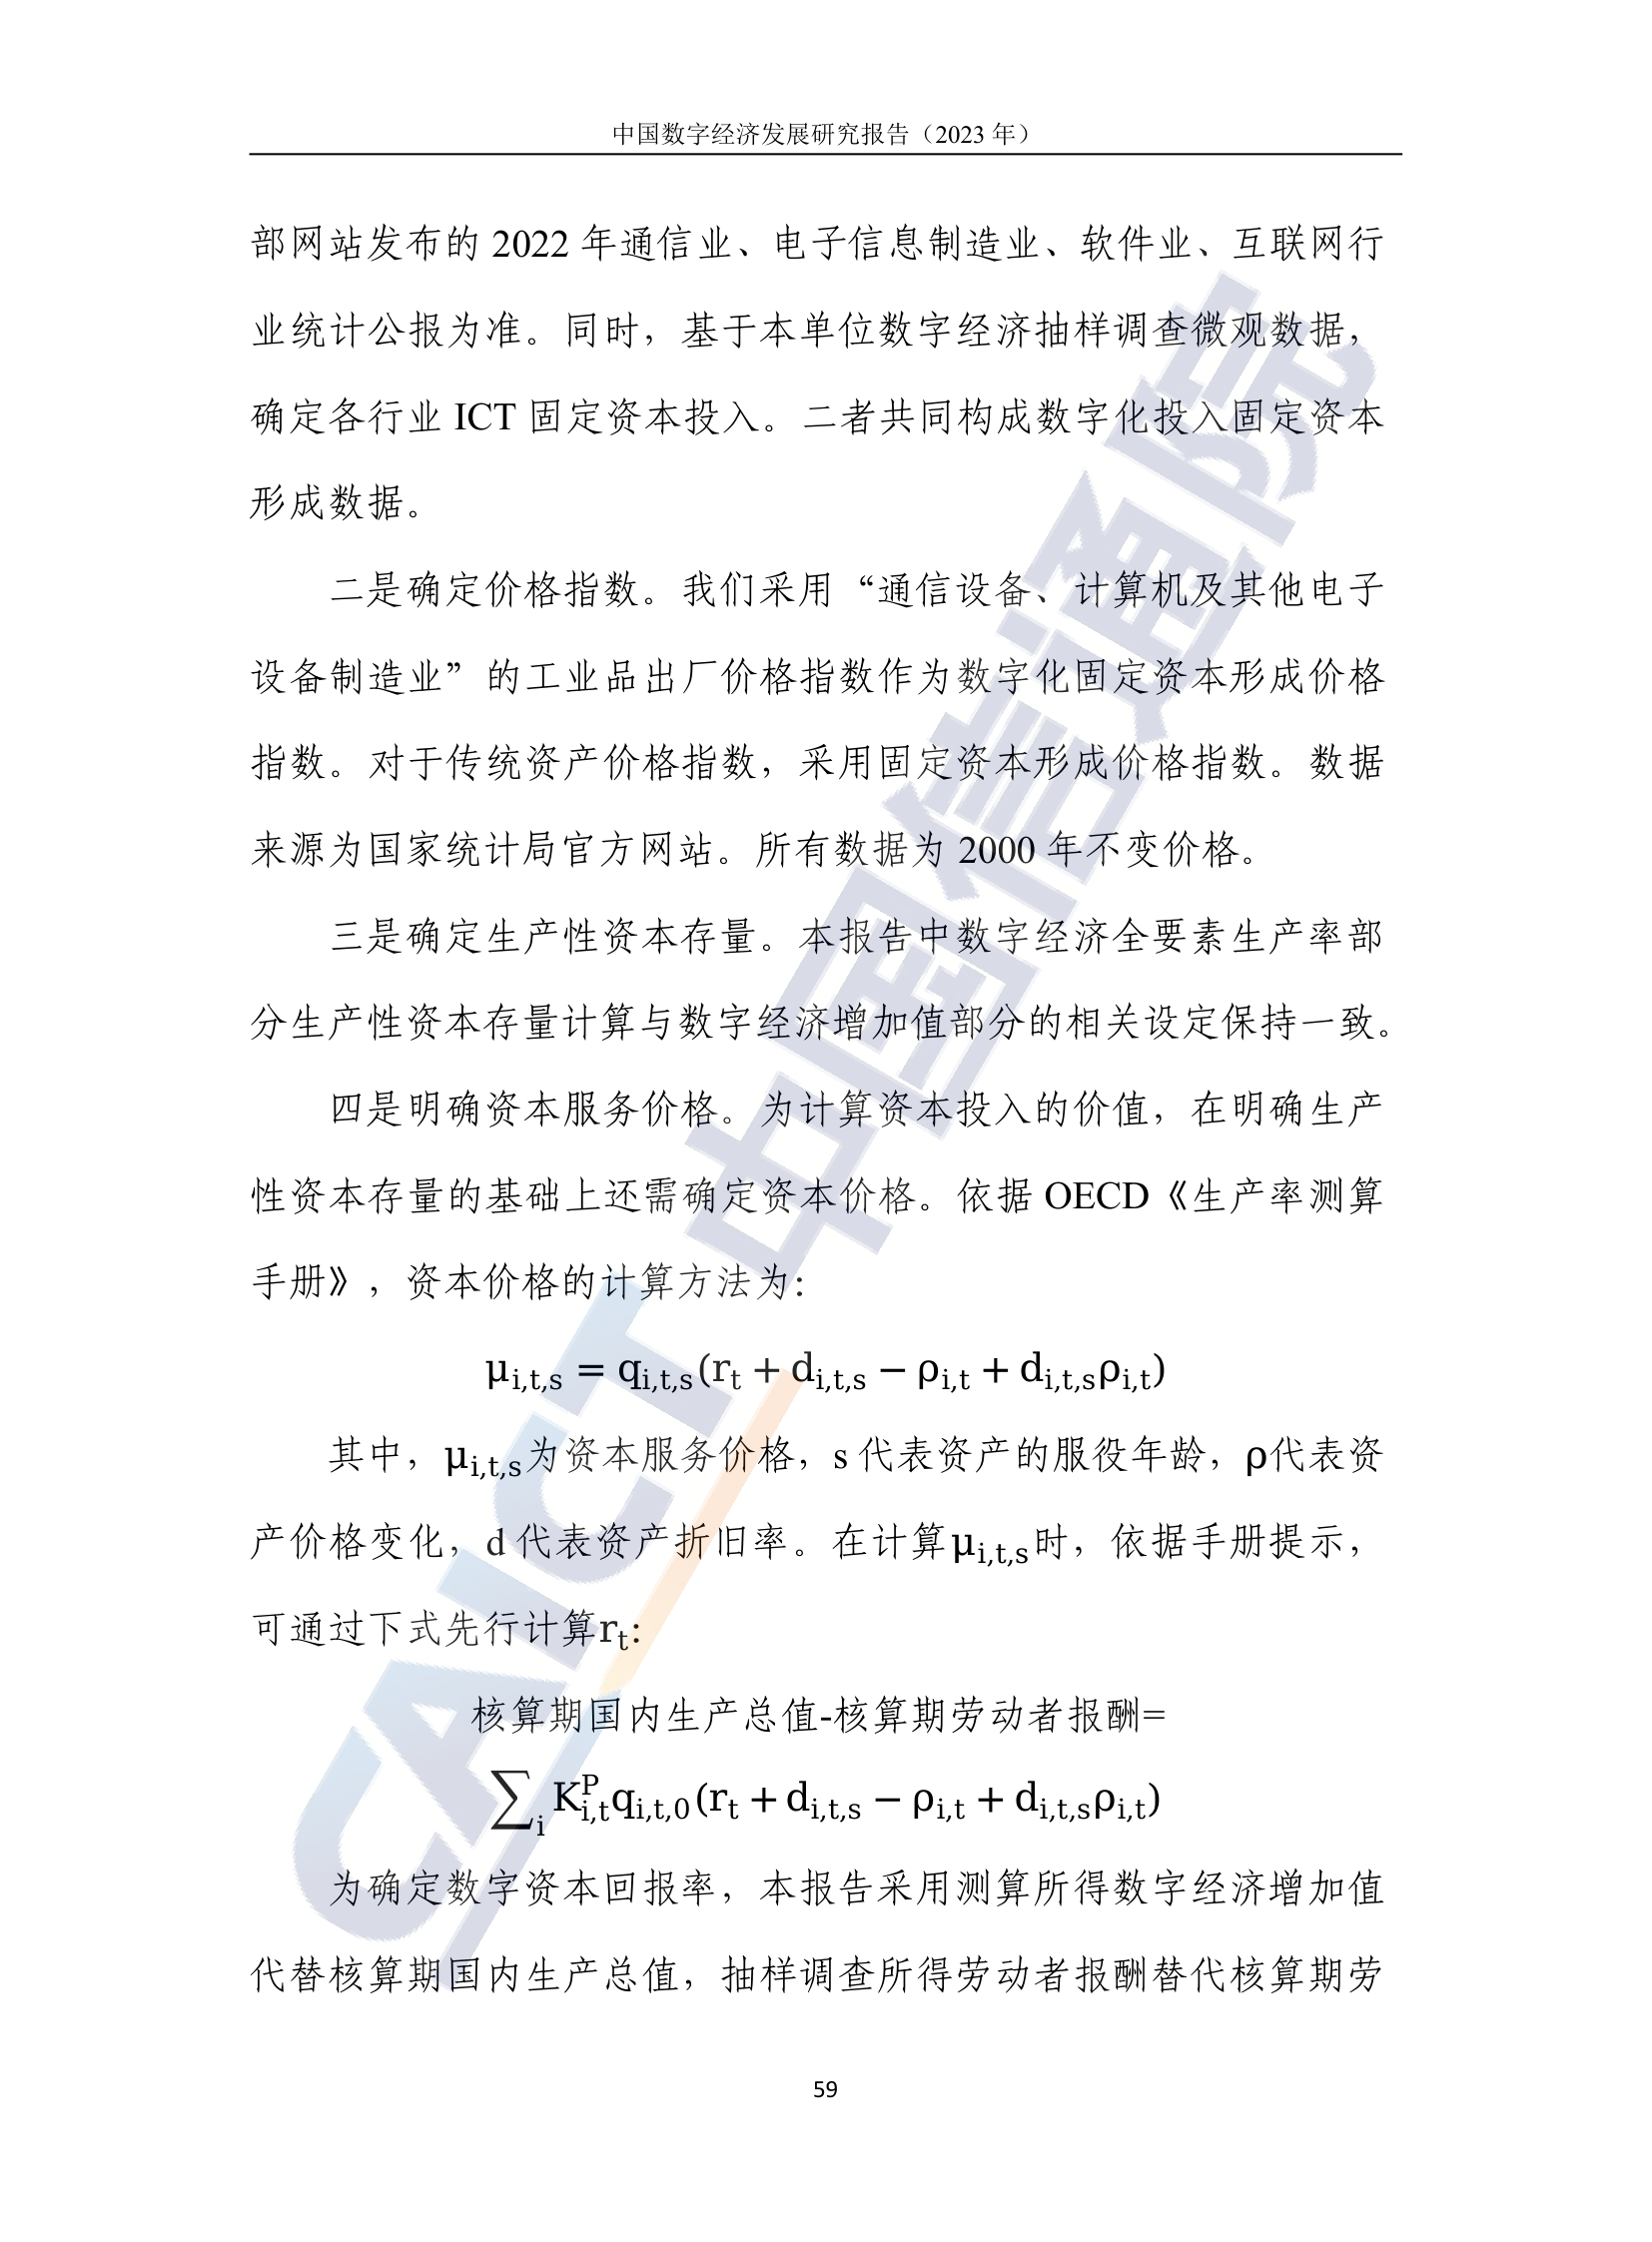 中国数字经济发展研究报告（2023 年）
部网站发布的 2022 年通信业、电子信息制造业、软件业、互联网行
业统计公报为准。同时，基于本单位数字经济抽样调查微观数据，
确定各行业 ICT 固定资本投入。二者共同构成数字化投入固定资本
形成数据。
二是确定价格指数。我们采用“通信设备、计算机及其他电子
设备制造业”的工业品出厂价格指数作为数字化固定资本形成价格
指数。对于传统资产价格指数，采用固定资本形成价格指数。数据
来源为国家统计局官方网站。所有数据为 2000 年不变价格。
三是确定生产性资本存量。本报告中数字经济全要素生产率部
分生产性资本存量计算与数字经济增加值部分的相关设定保持一致。
四是明确资本服务价格。为计算资本投入的价值，在明确生产
性资本存量的基础上还需确定资本价格。依据 OECD《生产率测算
手册》，资本价格的计算方法为：
μ_{i,t,s} = q_{i,t,s}(r_t + d_{i,t,s} − ρ_{i,t} + d_{i,t,s}ρ_{i,t})
其中，μ_{i,t,s}为资本服务价格，s 代表资产的服役年龄，ρ代表资
产价格变化，d 代表资产折旧率。在计算μ_{i,t,s}时，依据手册提示，
可通过下式先行计算r_t：
核算期国内生产总值-核算期劳动者报酬=
∑_i K^P_{i,t}q_{i,t,0}(r_t + d_{i,t,s} − ρ_{i,t} + d_{i,t,s}ρ_{i,t})
为确定数字资本回报率，本报告采用测算所得数字经济增加值
代替核算期国内生产总值，抽样调查所得劳动者报酬替代核算期劳
59
CAICT 中国信通院